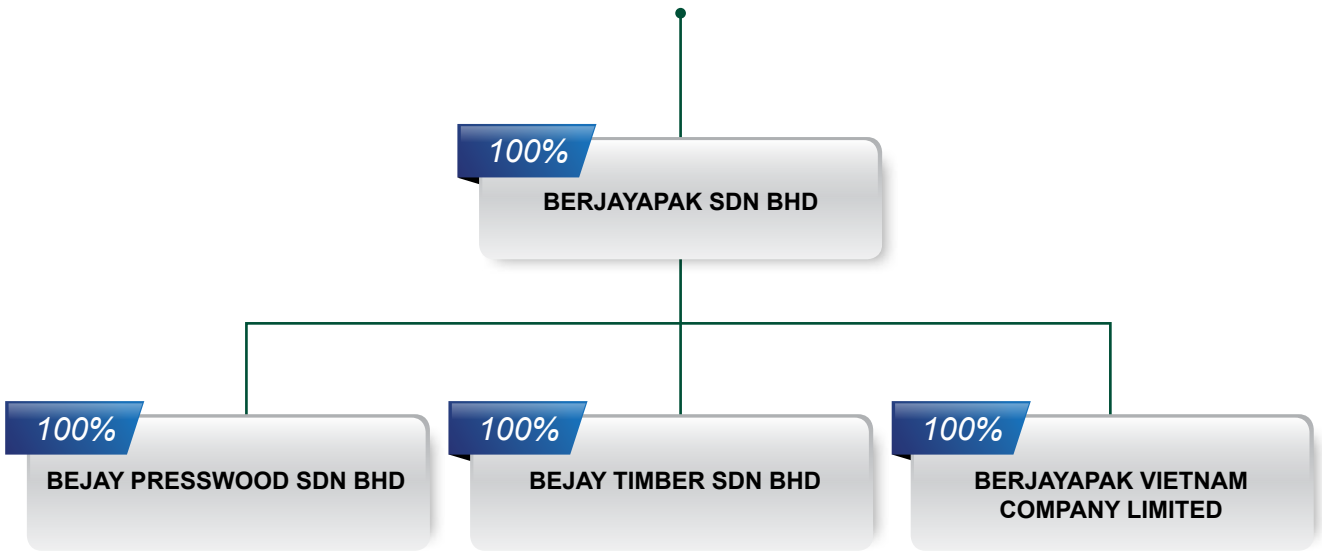 100%
BERJAYAPAK SDN BHD
100%
BEJAY PRESSWOOD SDN BHD
100%
BEJAY TIMBER SDN BHD
100%
BERJAYAPAK VIETNAM
COMPANY LIMITED